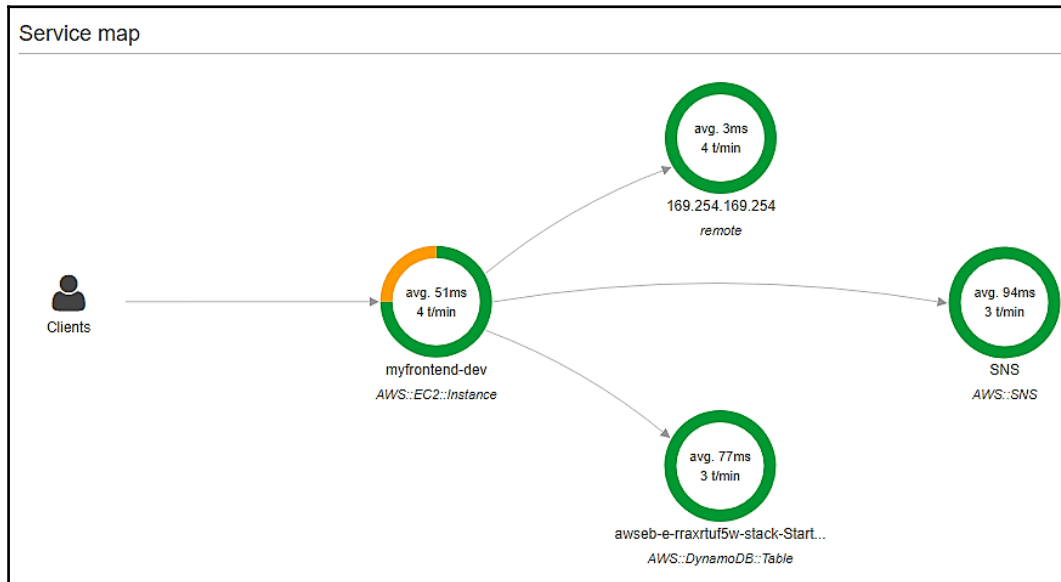 Service map
avg. 3ms
4 t/min
169.254.169.254
remote
Clients
avg. 51ms
4 t/min
myfrontend-dev
AWS::EC2::Instance
avg. 94ms
3 t/min
SNS
AWS::SNS
avg. 77ms
3 t/min
awseb-e-rraxrtuf5w-stack-Start...
AWS::DynamoDB::Table